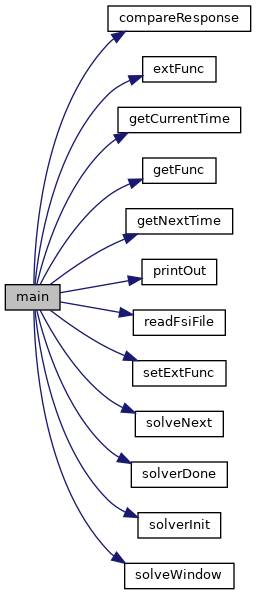 compareResponse
extFunc
getCurrentTime
getFunc
getNextTime
main
printOut
readFsiFile
setExtFunc
solveNext
solverDone
solverInit
solveWindow